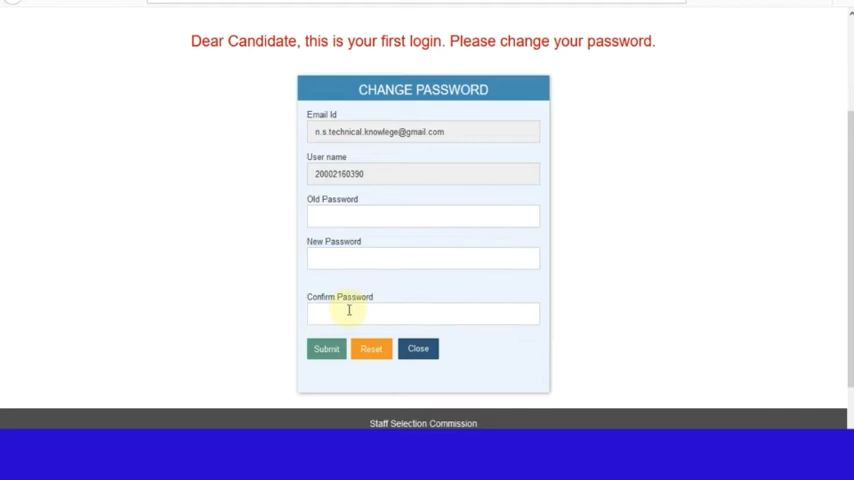 Dear Candidate, this is your first login. Please change your password.
CHANGE PASSWORD
Email Id
n.s.technical.knowlege@gmail.com
User name
20002160390
Old Password
New Password
Confirm Password
Submit Reset Close
Staff Selection Commission